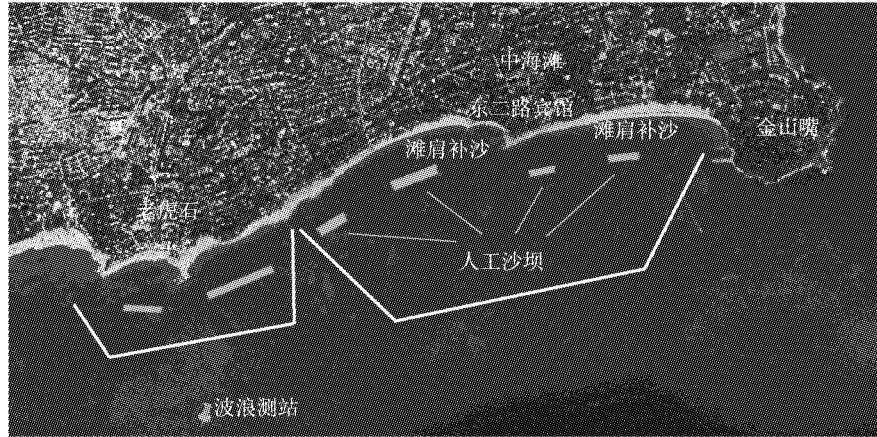 中海滩
东二路宾馆
滩肩补沙
滩肩补沙
金山嘴
老虎石
人工沙坝
波浪测站